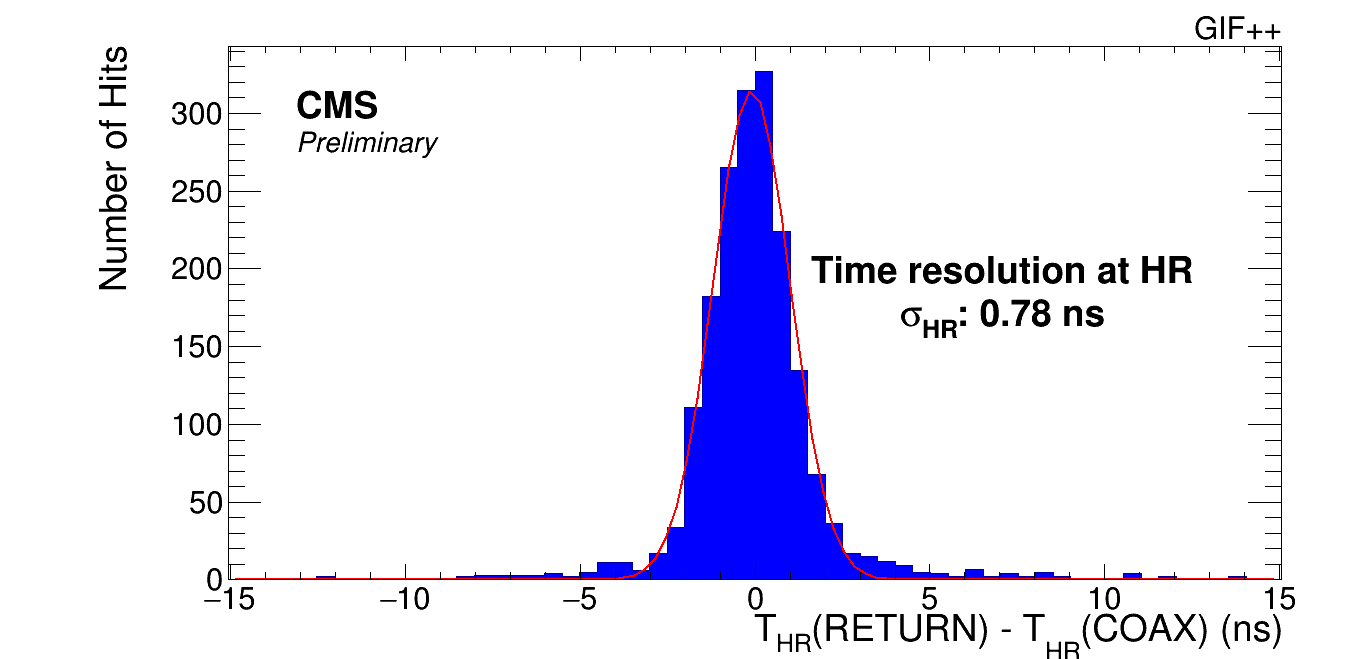 GIF++
Number of Hits
CMS
Preliminary
300
250
200
150
100
50
0
Time resolution at HR
σHR: 0.78 ns
−15 −10 −5 0 5 10 15
THR(RETURN) - THR(COAX) (ns)